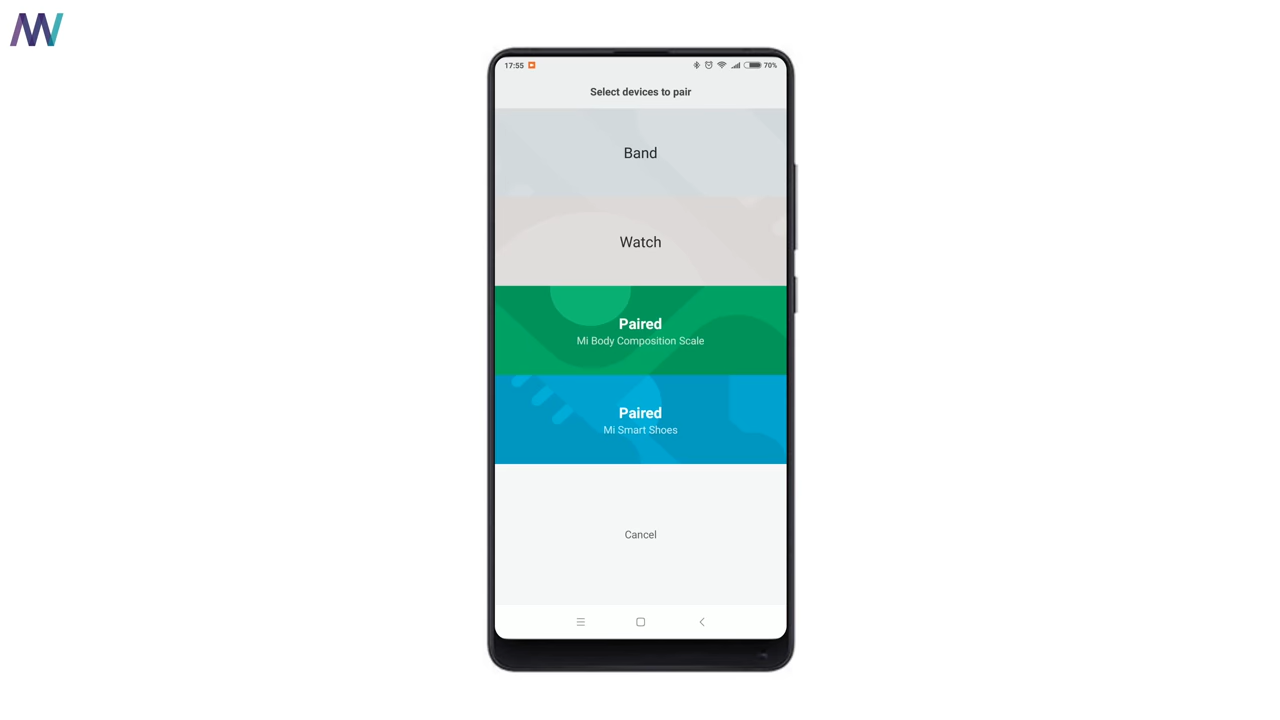 17:55
70%
Select devices to pair
Band
Watch
Paired
Mi Body Composition Scale
Paired
Mi Smart Shoes
Cancel